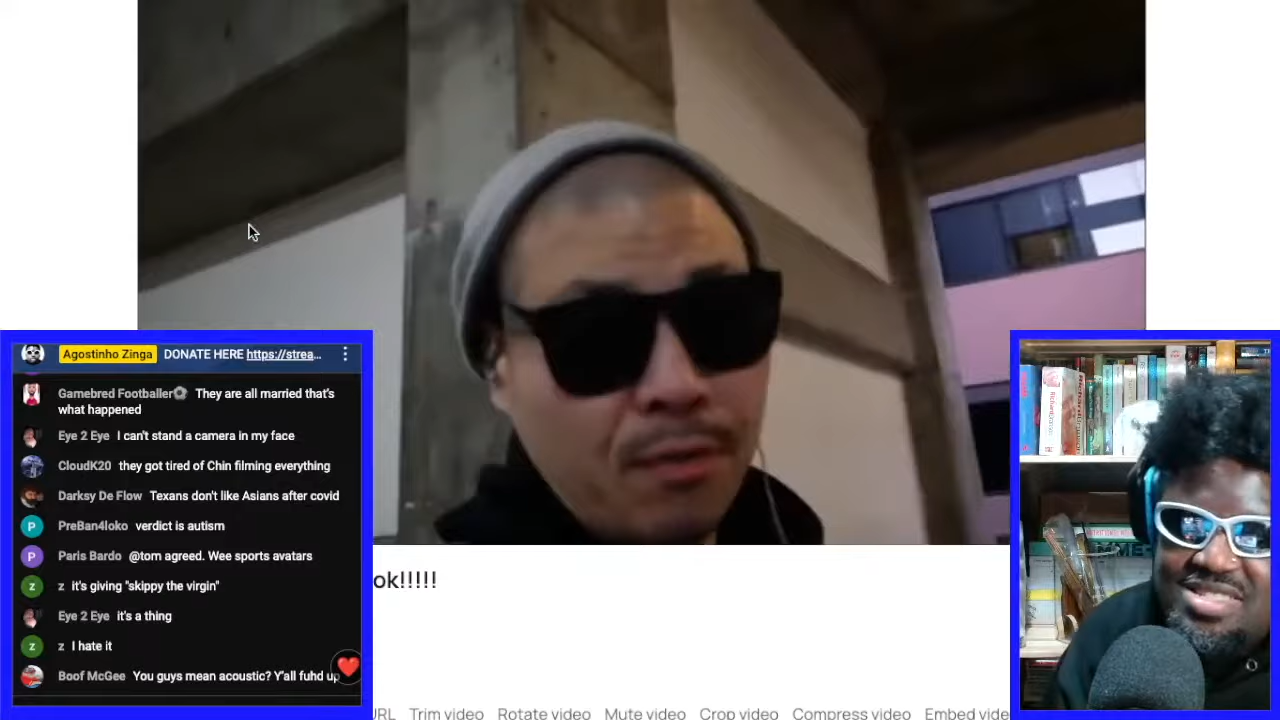 Agostinho Zinga DONATE HERE https://strea...
Gamebred Footballer They are all married that's
what happened
Eye 2 Eye I can't stand a camera in my face
CloudK20 they got tired of Chin filming everything
Darksy De Flow Texans don't like Asians after covid
P PreBan4loko verdict is autism
P Paris Bardo @tom agreed. Wee sports avatars
z z it's giving "skippy the virgin"
Eye 2 Eye it's a thing
z z I hate it
Boof McGee You guys mean acoustic? Y'all fuhd up
ok!!!!!
URL Trim video Rotate video Mute video Crop video Compress video Embed vide